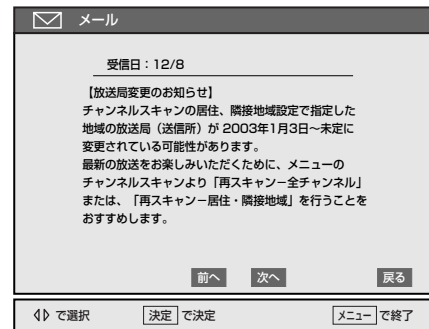 メール
受信日：12/8
【放送局変更のお知らせ】
チャンネルスキャンの居住、隣接地域設定で指定した
地域の放送局（送信所）が 2003年1月3日〜未定に
変更されている可能性があります。
最新の放送をお楽しみいただくために、メニューの
チャンネルスキャンより「再スキャン−全チャンネル」
または、「再スキャン−居住・隣接地域」を行うことを
おすすめします。
前へ 次へ 戻る
で選択 決定 で決定 メニュー で終了